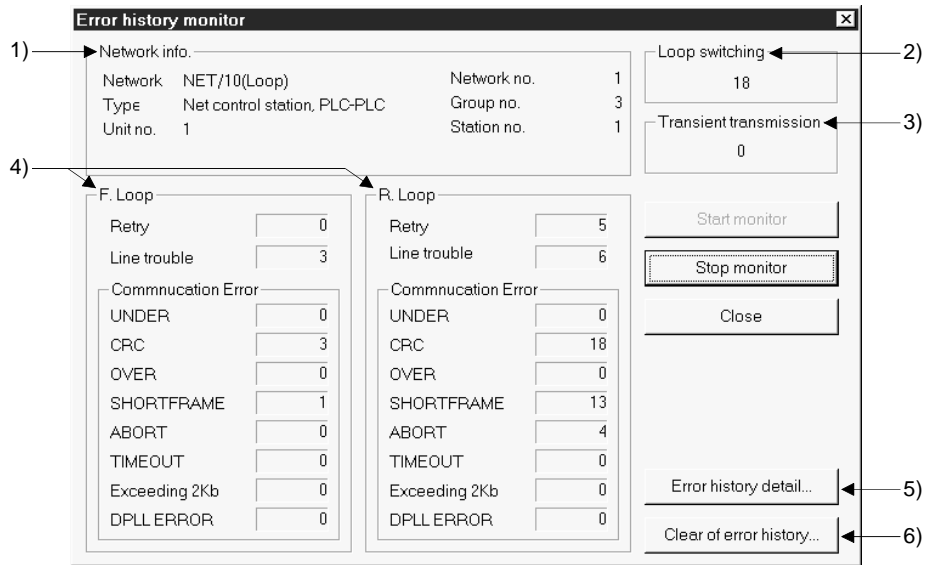 Error history monitor
1)
Network info.
Network NET/10(Loop)
Type Net control station, PLC-PLC
Unit no. 1
Network no. 1
Group no. 3
Station no. 1
Loop switching
18
2)
Transient transmission
0
3)
4)
F. Loop
Retry 0
Line trouble 3
Commnucation Error
UNDER 0
CRC 3
OVER 0
SHORTFRAME 1
ABORT 0
TIMEOUT 0
Exceeding 2Kb 0
DPLL ERROR 0
R. Loop
Retry 5
Line trouble 6
Commnucation Error
UNDER 0
CRC 18
OVER 0
SHORTFRAME 13
ABORT 4
TIMEOUT 0
Exceeding 2Kb 0
DPLL ERROR 0
Start monitor
Stop monitor
Close
Error history detail...
5)
Clear of error history...
6)